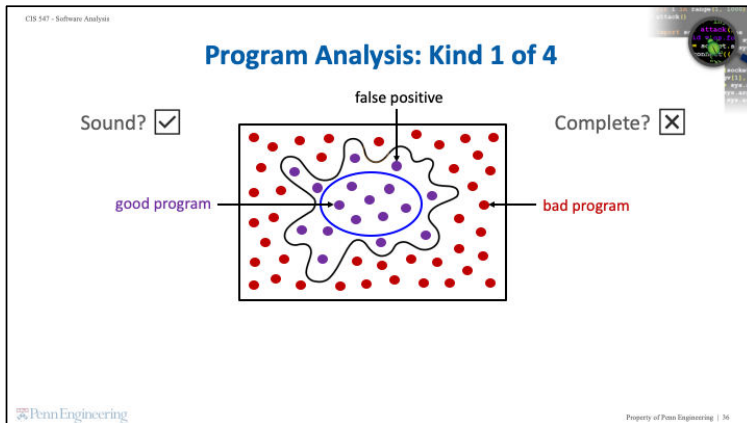 CIS 547 - Software Analysis
Program Analysis: Kind 1 of 4
false positive
Sound?
Complete?
good program
bad program
Penn Engineering
Property of Penn Engineering | 36